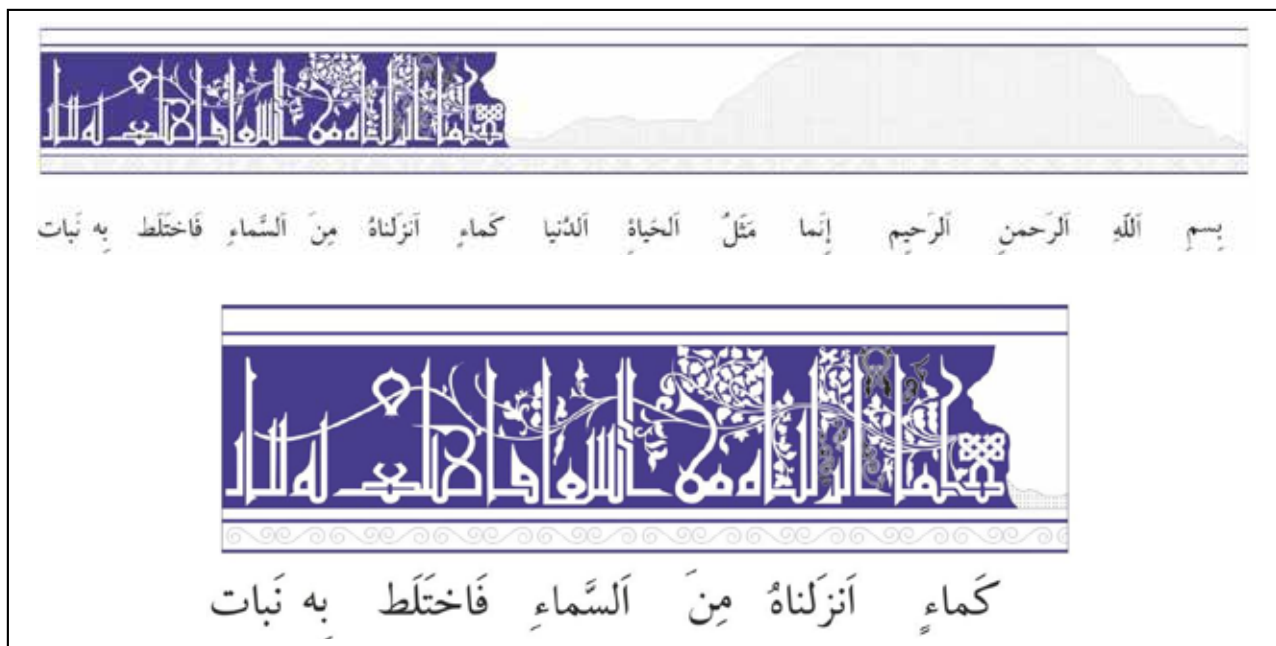 بِسمِ اَللّهِ اَلرَحمنِ اَلرَحیِم إِنَما مَثَلُ اَلحَیاةِ اَلدُنیا کَماءٍ اَنزَلناهُ مِنَ اَلسَّماءِ فَاختَلَط بِه نَبات
کَماءٍ اَنزَلناهُ مِنَ اَلسَّماءِ فَاختَلَط بِه نَبات